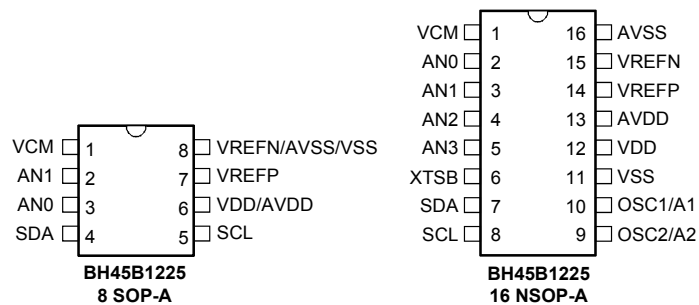 VCM 1 8 VREFN/AVSS/VSS
AN1 2 7 VREFP
AN0 3 6 VDD/AVDD
SDA 4 5 SCL
BH45B1225
8 SOP-A
VCM 1 16 AVSS
AN0 2 15 VREFN
AN1 3 14 VREFP
AN2 4 13 AVDD
AN3 5 12 VDD
XTSB 6 11 VSS
SDA 7 10 OSC1/A1
SCL 8 9 OSC2/A2
BH45B1225
16 NSOP-A